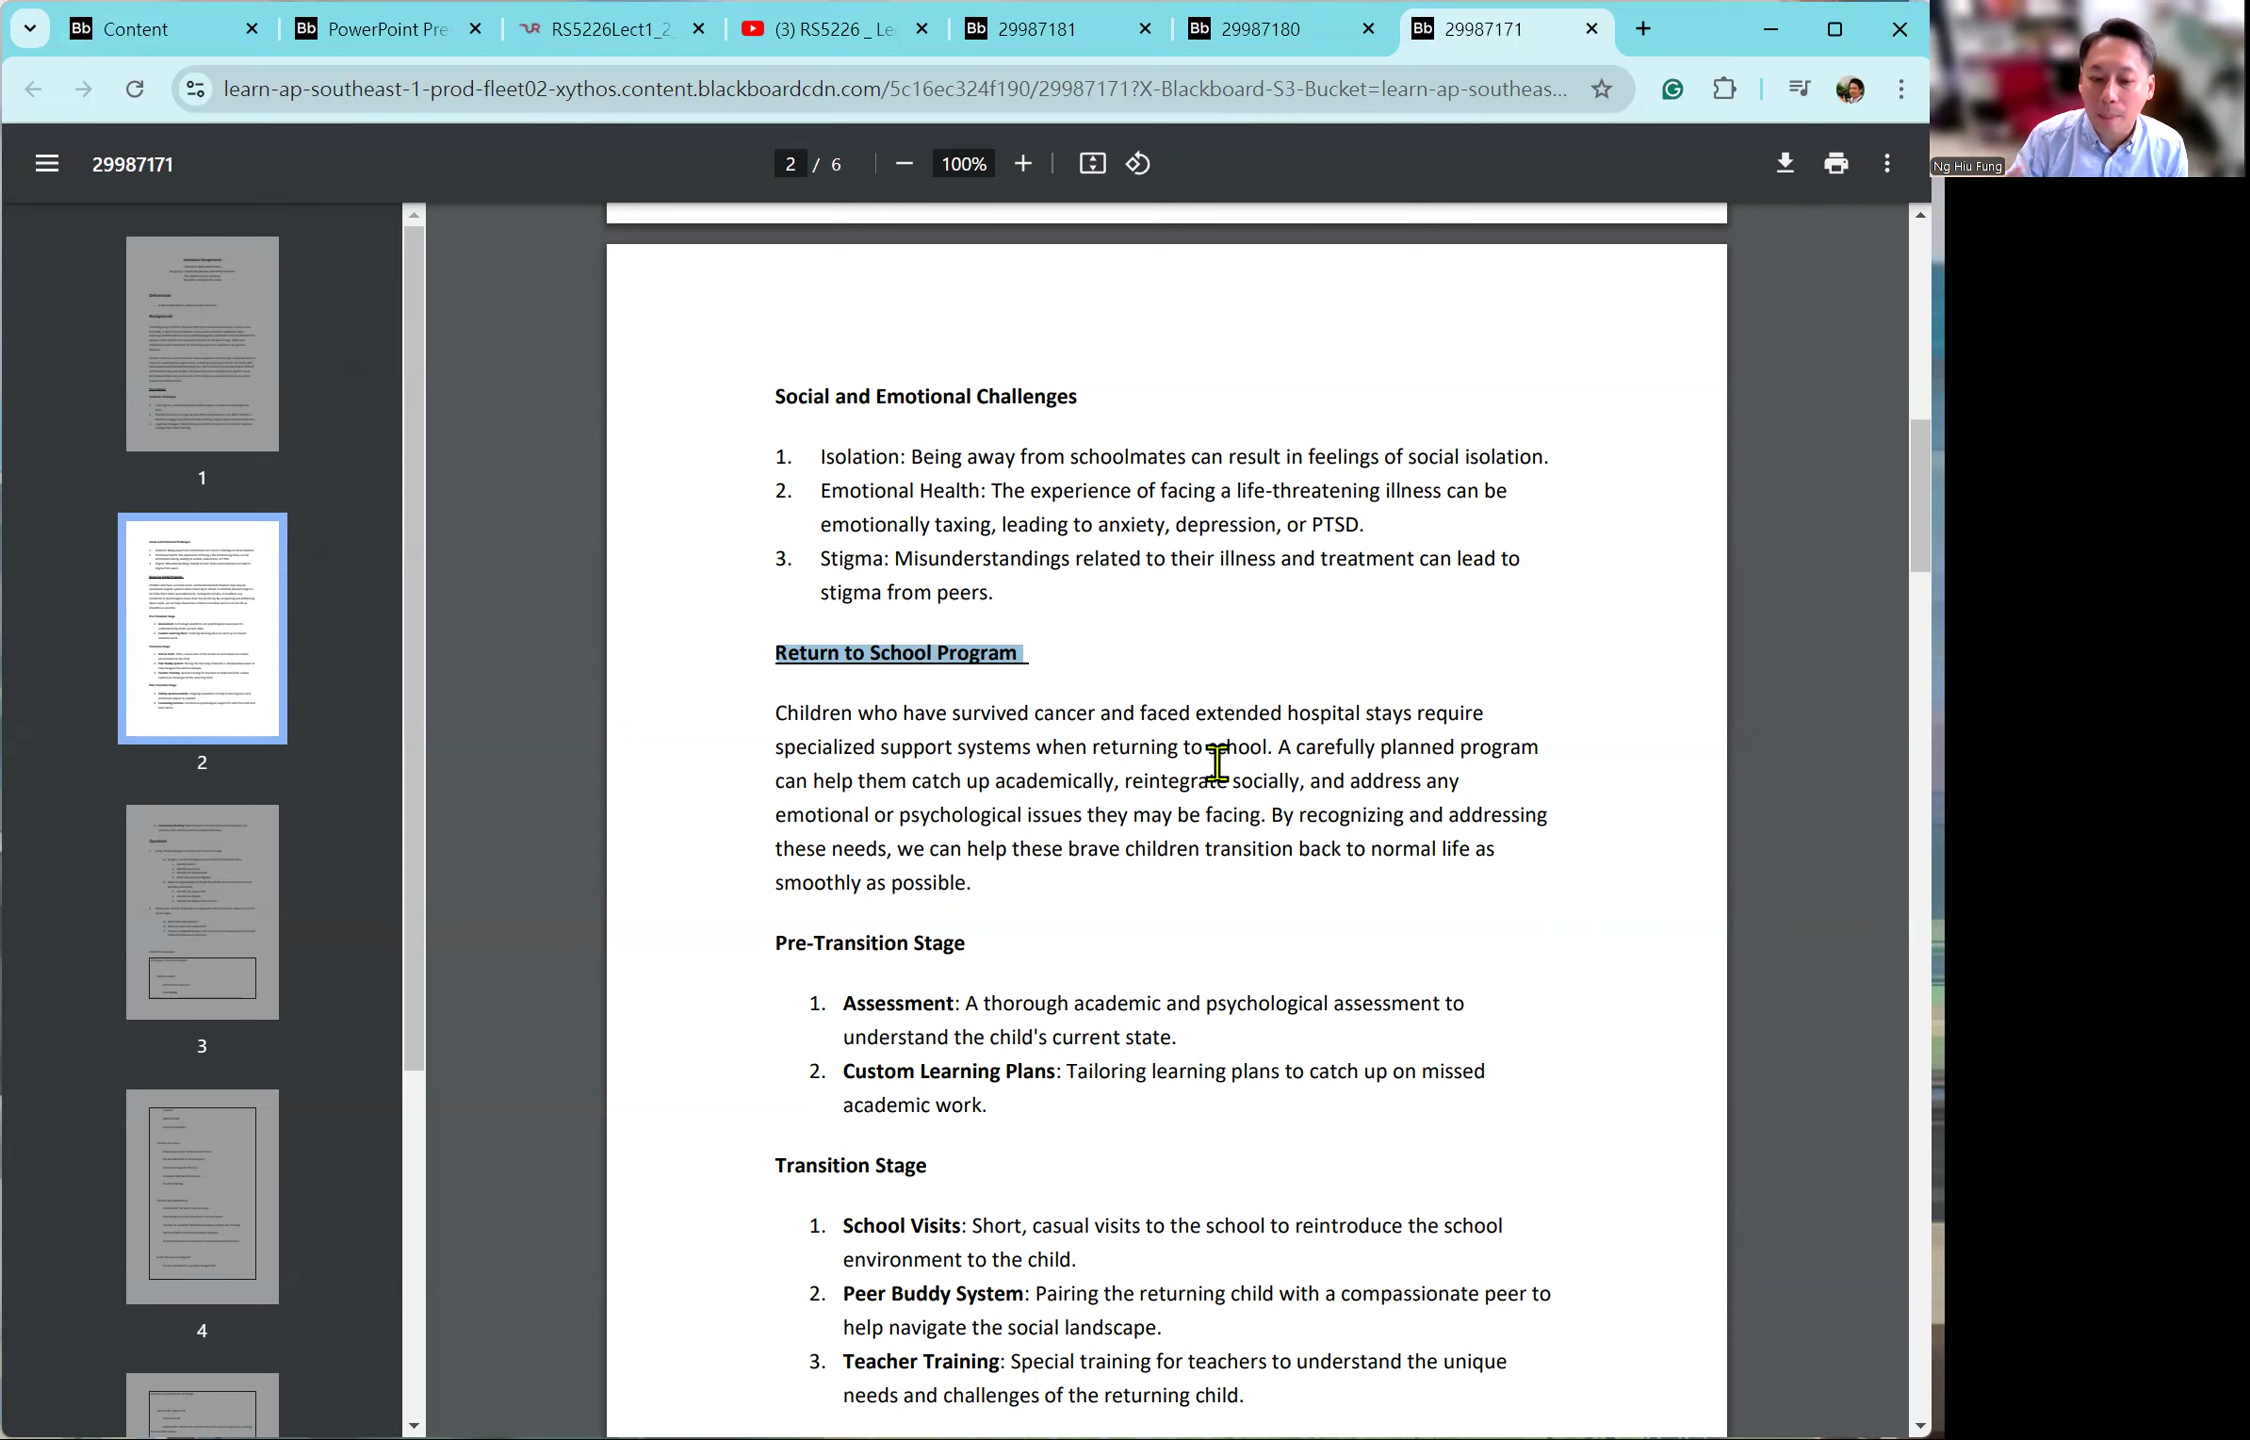 Content
PowerPoint Pre
RS5226Lect1_2
(3) RS5226 _ Le
29987181
29987180
29987171
learn-ap-southeast-1-prod-fleet02-xythos.content.blackboardcdn.com/5c16ec324f190/29987171?X-Blackboard-S3-Bucket=learn-ap-southeas...
Ng Hiu Fung
29987171
2 / 6
100%
1
2
3
4
Social and Emotional Challenges
1. Isolation: Being away from schoolmates can result in feelings of social isolation.
2. Emotional Health: The experience of facing a life-threatening illness can be
emotionally taxing, leading to anxiety, depression, or PTSD.
3. Stigma: Misunderstandings related to their illness and treatment can lead to
stigma from peers.
Return to School Program
Children who have survived cancer and faced extended hospital stays require
specialized support systems when returning to school. A carefully planned program
can help them catch up academically, reintegrate socially, and address any
emotional or psychological issues they may be facing. By recognizing and addressing
these needs, we can help these brave children transition back to normal life as
smoothly as possible.
Pre-Transition Stage
1. Assessment: A thorough academic and psychological assessment to
understand the child's current state.
2. Custom Learning Plans: Tailoring learning plans to catch up on missed
academic work.
Transition Stage
1. School Visits: Short, casual visits to the school to reintroduce the school
environment to the child.
2. Peer Buddy System: Pairing the returning child with a compassionate peer to
help navigate the social landscape.
3. Teacher Training: Special training for teachers to understand the unique
needs and challenges of the returning child.